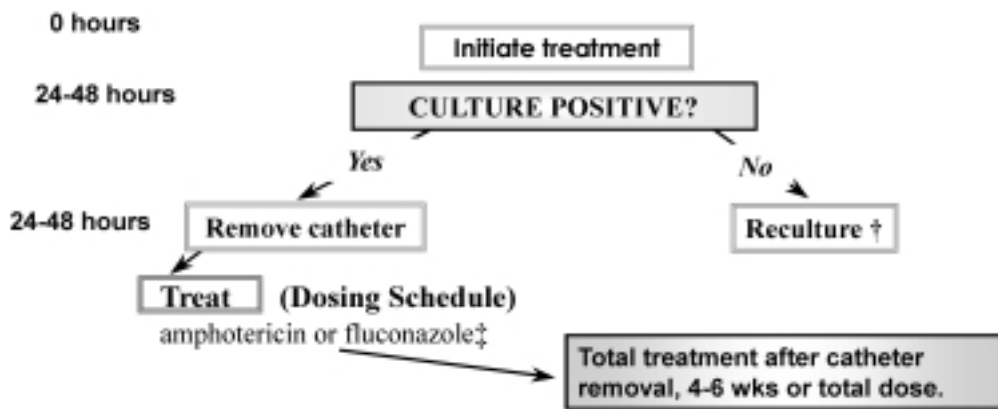 0 hours
Initiate treatment
24-48 hours
CULTURE POSITIVE?
Yes
No
24-48 hours
Remove catheter
Reculture †
Treat (Dosing Schedule)
amphotericin or fluconazole‡
Total treatment after catheter
removal, 4-6 wks or total dose.